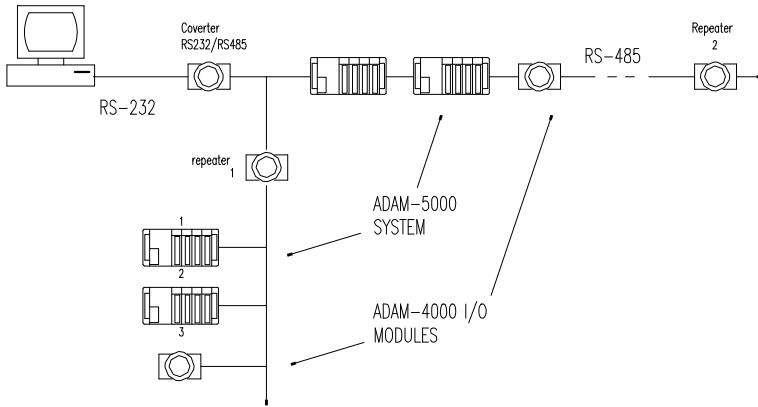 Coverter
RS232/RS485
Repeater
2
RS-485
RS-232
repeater
1
ADAM-5000
SYSTEM
1
2
3
ADAM-4000 I/O
MODULES